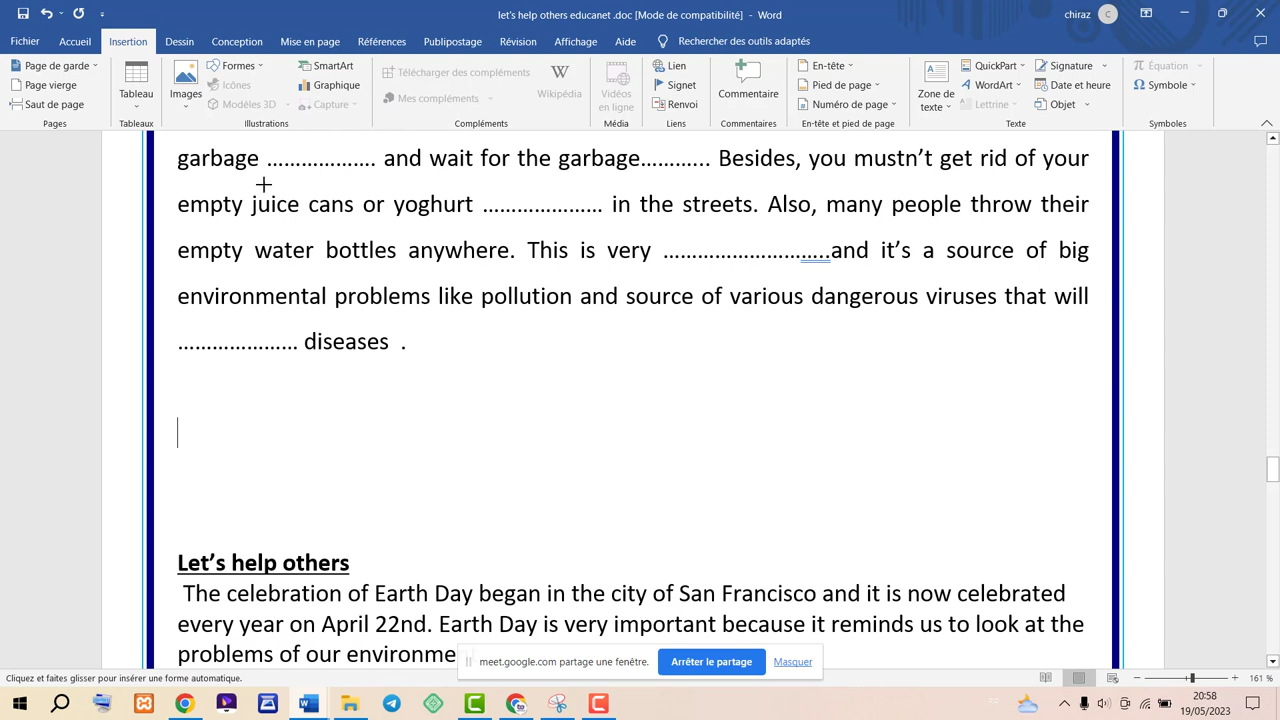 let's help others educanet .doc [Mode de compatibilité] - Word
chiraz C
Fichier Accueil Insertion Dessin Conception Mise en page Références Publipostage Révision Affichage Aide Rechercher des outils adaptés
Page de garde
Page vierge
Saut de page
Pages
Tableau
Tableaux
Images
Formes
Icônes
Modèles 3D
SmartArt
Graphique
Capture
Illustrations
Télécharger des compléments
Mes compléments
Wikipédia
Compléments
Vidéos en ligne
Média
Lien
Signet
Renvoi
Liens
Commentaire
Commentaires
En-tête
Pied de page
Numéro de page
En-tête et pied de page
Zone de texte
QuickPart
WordArt
Lettrine
Signature
Date et heure
Objet
Texte
Équation
Symbole
Symboles
garbage ………………. and wait for the garbage……….. Besides, you mustn’t get rid of your
empty juice cans or yoghurt ………………… in the streets. Also, many people throw their
empty water bottles anywhere. This is very ………………………..and it’s a source of big
environmental problems like pollution and source of various dangerous viruses that will
………………… diseases .
Let’s help others
The celebration of Earth Day began in the city of San Francisco and it is now celebrated
every year on April 22nd. Earth Day is very important because it reminds us to look at the
problems of our environme
meet.google.com partage une fenêtre. Arrêter le partage Masquer
Cliquez et faites glisser pour insérer une forme automatique.
161 %
20:58
19/05/2023